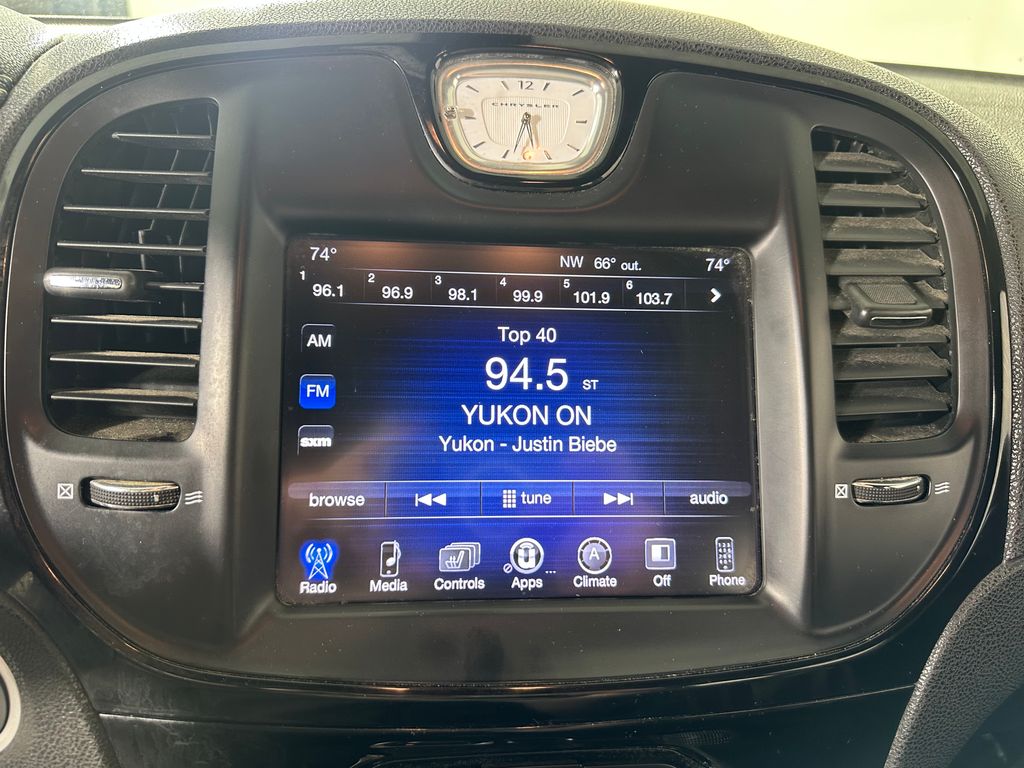 12
CHRYSLER
6
74° NW 66° out. 74°
1 96.1 2 96.9 3 98.1 4 99.9 5 101.9 6 103.7
AM
FM
sxm
Top 40
94.5 ST
YUKON ON
Yukon - Justin Biebe
browse tune audio
Radio Media Controls Apps ... A Climate Off Phone